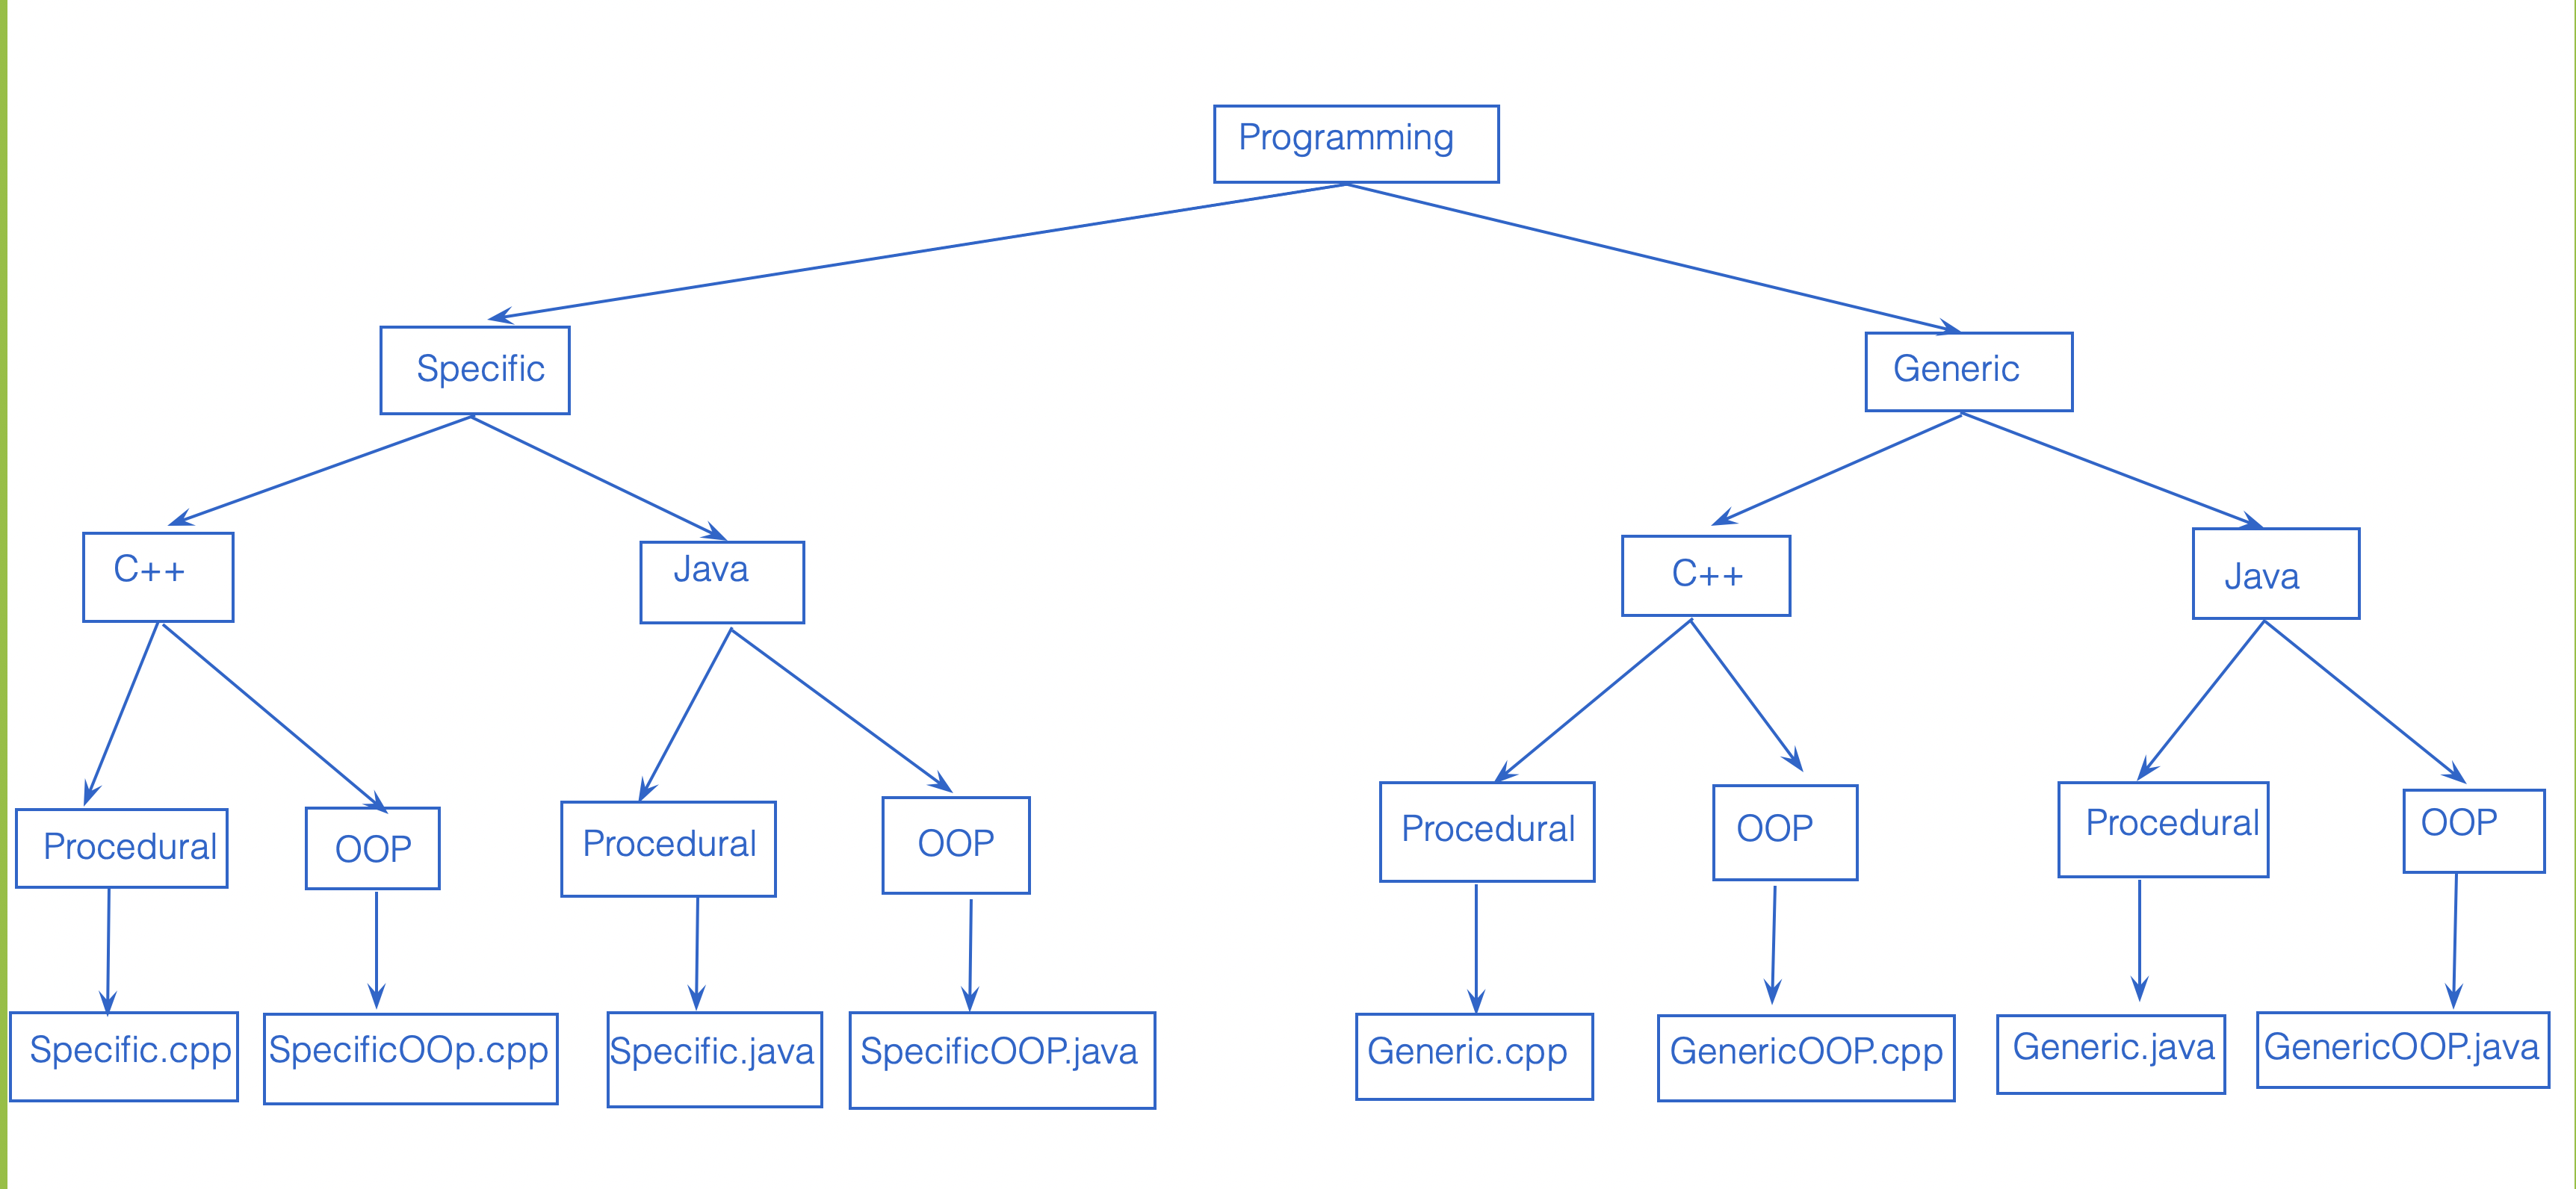 Programming
Specific
Generic
C++
Java
C++
Java
Procedural
OOP
Procedural
OOP
Procedural
OOP
Procedural
OOP
Specific.cpp
SpecificOOp.cpp
Specific.java
SpecificOOP.java
Generic.cpp
GenericOOP.cpp
Generic.java
GenericOOP.java